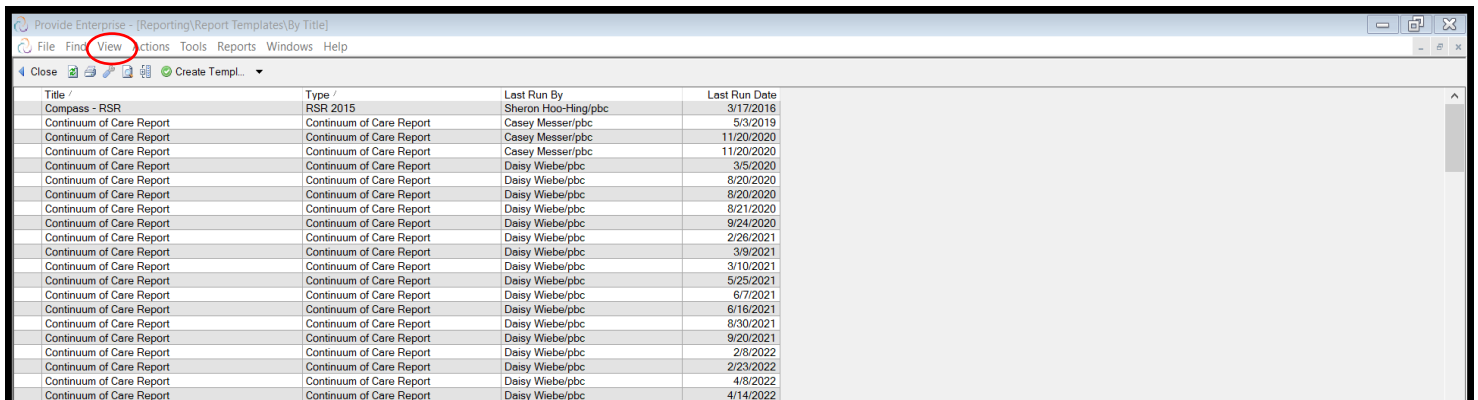 Provide Enterprise - [Reporting\Report Templates\By Title]
File Find View Actions Tools Reports Windows Help
Close Create Templ...
Title / Type / Last Run By Last Run Date
Compass - RSR RSR 2015 Sheron Hoo-Hing/pbc 3/17/2016
Continuum of Care Report Continuum of Care Report Casey Messer/pbc 5/3/2019
Continuum of Care Report Continuum of Care Report Casey Messer/pbc 11/20/2020
Continuum of Care Report Continuum of Care Report Casey Messer/pbc 11/20/2020
Continuum of Care Report Continuum of Care Report Daisy Wiebe/pbc 3/5/2020
Continuum of Care Report Continuum of Care Report Daisy Wiebe/pbc 8/20/2020
Continuum of Care Report Continuum of Care Report Daisy Wiebe/pbc 8/20/2020
Continuum of Care Report Continuum of Care Report Daisy Wiebe/pbc 8/21/2020
Continuum of Care Report Continuum of Care Report Daisy Wiebe/pbc 9/24/2020
Continuum of Care Report Continuum of Care Report Daisy Wiebe/pbc 2/26/2021
Continuum of Care Report Continuum of Care Report Daisy Wiebe/pbc 3/9/2021
Continuum of Care Report Continuum of Care Report Daisy Wiebe/pbc 3/10/2021
Continuum of Care Report Continuum of Care Report Daisy Wiebe/pbc 5/25/2021
Continuum of Care Report Continuum of Care Report Daisy Wiebe/pbc 6/7/2021
Continuum of Care Report Continuum of Care Report Daisy Wiebe/pbc 6/16/2021
Continuum of Care Report Continuum of Care Report Daisy Wiebe/pbc 8/30/2021
Continuum of Care Report Continuum of Care Report Daisy Wiebe/pbc 9/20/2021
Continuum of Care Report Continuum of Care Report Daisy Wiebe/pbc 2/8/2022
Continuum of Care Report Continuum of Care Report Daisy Wiebe/pbc 2/23/2022
Continuum of Care Report Continuum of Care Report Daisy Wiebe/pbc 4/8/2022
Continuum of Care Report Continuum of Care Report Daisy Wiebe/pbc 4/14/2022